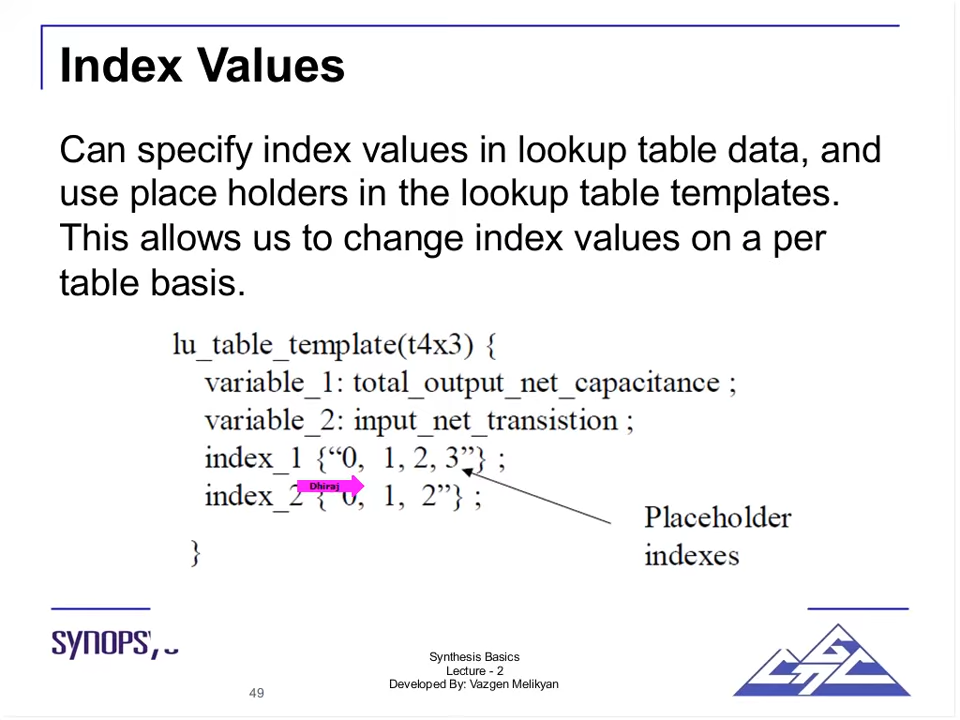 Index Values
Can specify index values in lookup table data, and
use place holders in the lookup table templates.
This allows us to change index values on a per
table basis.
lu_table_template(t4x3) {
variable_1: total_output_net_capacitance ;
variable_2: input_net_transistion ;
index_1 {“0, 1, 2, 3”} ;
Dhiraj
index_2 {“0, 1, 2”} ;
Placeholder
indexes
}
SYNOPSYS
Synthesis Basics
Lecture - 2
Developed By: Vazgen Melikyan
49